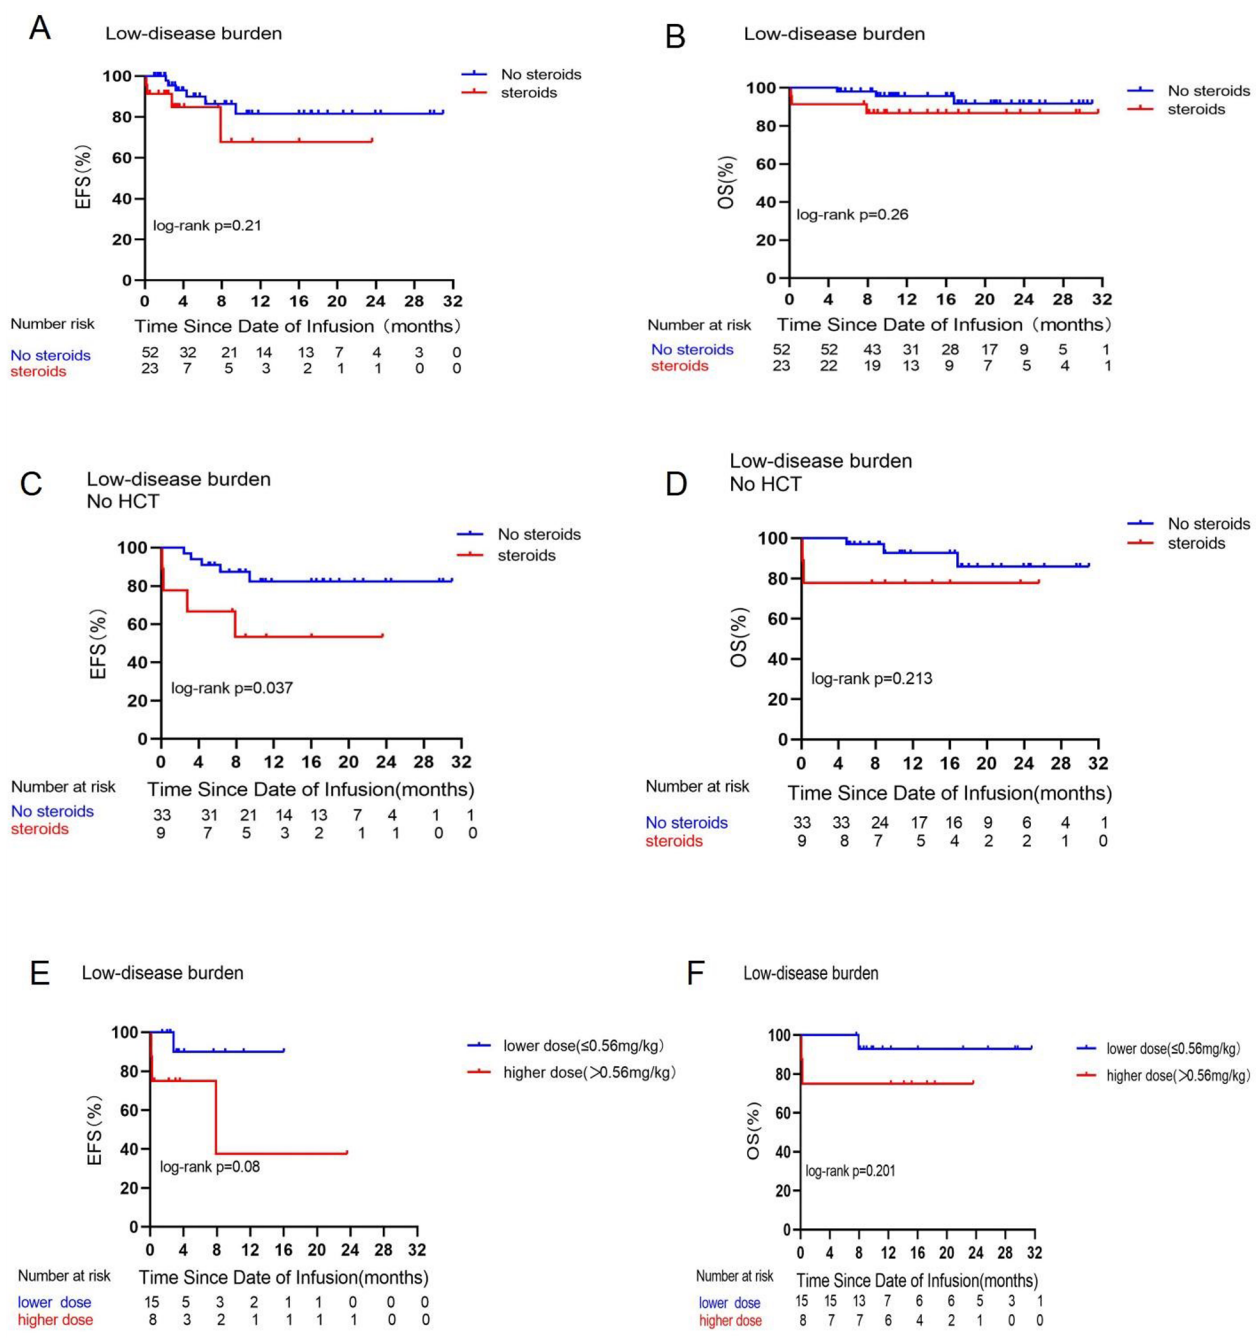 A
Low-disease burden
No steroids
steroids
100
80
60
40
20
0
EFS(%)
log-rank p=0.21
0 4 8 12 16 20 24 28 32
Number risk
Time Since Date of Infusion（months）
No steroids 52 32 21 14 13 7 4 3 0
steroids 23 7 5 3 2 1 1 0 0
B
Low-disease burden
No steroids
steroids
100
80
60
40
20
0
OS(%)
log-rank p=0.26
0 4 8 12 16 20 24 28 32
Number at risk
Time Since Date of Infusion（months）
No steroids 52 52 43 31 28 17 9 5 1
steroids 23 22 19 13 9 7 5 4 1
C
Low-disease burden
No HCT
No steroids
steroids
100
80
60
40
20
0
EFS(%)
log-rank p=0.037
0 4 8 12 16 20 24 28 32
Number at risk
Time Since Date of Infusion(months)
No steroids 33 31 21 14 13 7 4 1 1
steroids 9 7 5 3 2 1 1 0 0
D
Low-disease burden
No HCT
No steroids
steroids
100
80
60
40
20
0
OS(%)
log-rank p=0.213
0 4 8 12 16 20 24 28 32
Number at risk
Time Since Date of Infusion(months)
No steroids 33 33 24 17 16 9 6 4 1
steroids 9 8 7 5 4 2 2 1 0
E
Low-disease burden
lower dose(≤0.56mg/kg)
higher dose(＞0.56mg/kg)
100
80
60
40
20
0
EFS(%)
log-rank p=0.08
0 4 8 12 16 20 24 28 32
Number at risk
Time Since Date of Infusion(months)
lower dose 15 5 3 2 1 1 0 0 0
higher dose 8 3 2 1 1 1 1 0 0
F
Low-disease burden
lower dose(≤0.56mg/kg)
higher dose(＞0.56mg/kg)
100
80
60
40
20
0
OS(%)
log-rank p=0.201
0 4 8 12 16 20 24 28 32
Number at risk
Time Since Date of Infusion(months)
lower dose 15 15 13 7 6 6 5 3 1
higher dose 8 7 7 6 4 2 1 0 0